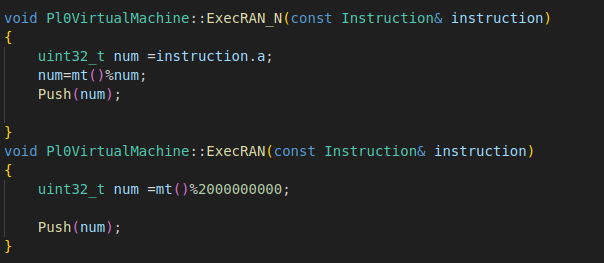 void Pl0VirtualMachine::ExecRAN_N(const Instruction& instruction)
{
    uint32_t num =instruction.a;
    num=mt()%num;
    Push(num);
}
void Pl0VirtualMachine::ExecRAN(const Instruction& instruction)
{
    uint32_t num =mt()%2000000000;
    Push(num);
}